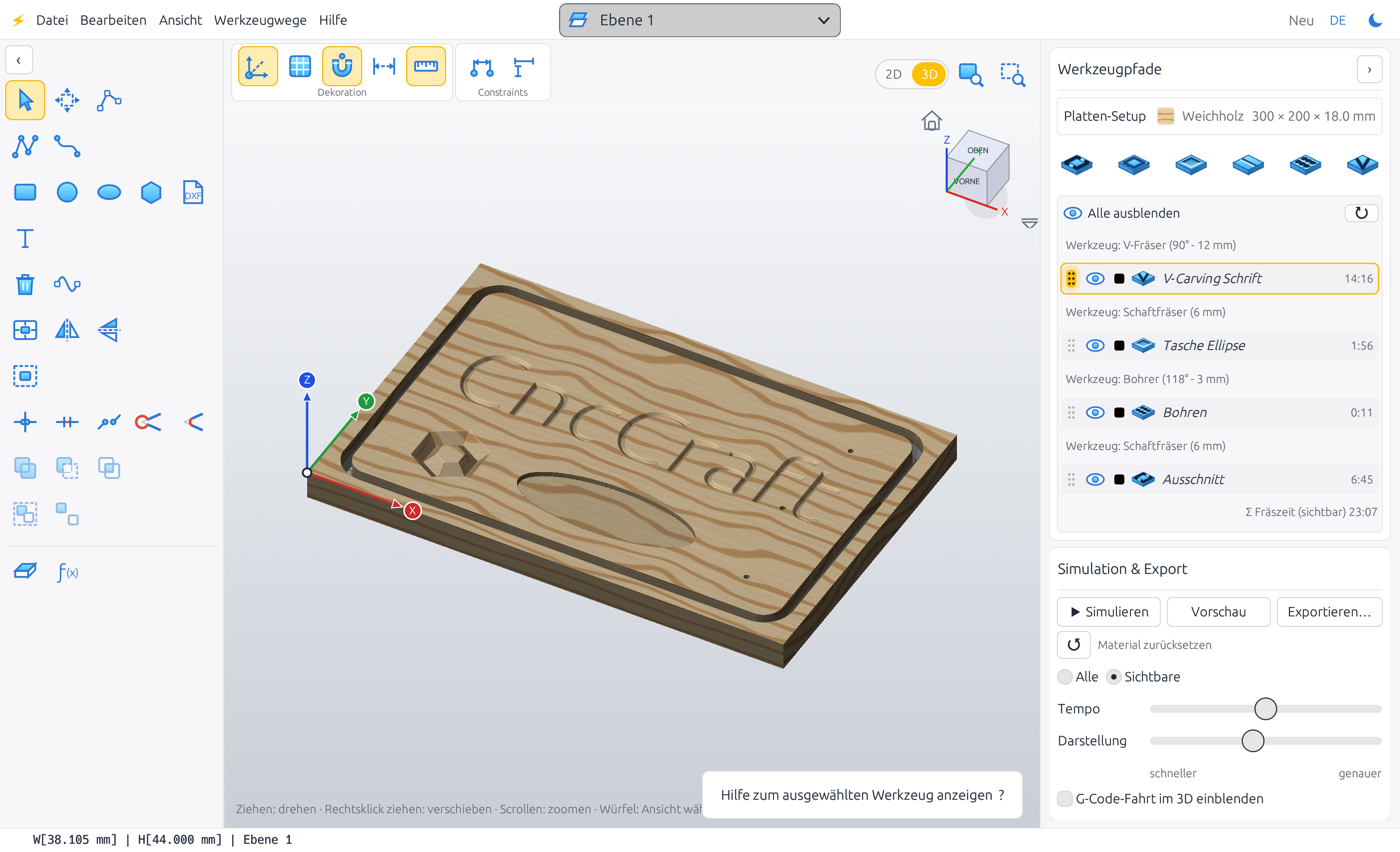 Datei Bearbeiten Ansicht Werkzeugwege Hilfe
Ebene 1
Neu DE
Dekoration
Constraints
2D 3D
OBEN
VORNE
Z
X
Z
Y
X
CncCraft
DXF
T
f(x)
Werkzeugpfade
Platten-Setup Weichholz 300 × 200 × 18.0 mm
Alle ausblenden
Werkzeug: V-Fräser (90° - 12 mm)
V-Carving Schrift 14:16
Werkzeug: Schaftfräser (6 mm)
Tasche Ellipse 1:56
Werkzeug: Bohrer (118° - 3 mm)
Bohren 0:11
Werkzeug: Schaftfräser (6 mm)
Ausschnitt 6:45
Σ Fräszeit (sichtbar) 23:07
Simulation & Export
Simulieren Vorschau Exportieren…
Material zurücksetzen
Alle Sichtbare
Tempo
Darstellung
schneller genauer
G-Code-Fahrt im 3D einblenden
Hilfe zum ausgewählten Werkzeug anzeigen ?
Ziehen: drehen · Rechtsklick ziehen: verschieben · Scrollen: zoomen · Würfel: Ansicht
W[38.105 mm] | H[44.000 mm] | Ebene 1